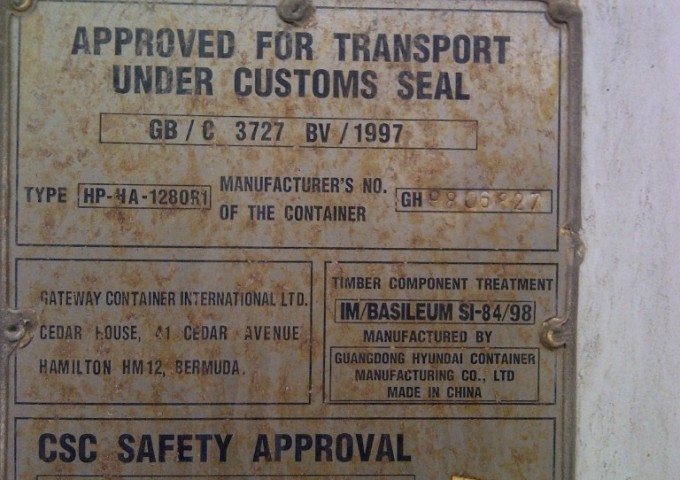 APPROVED FOR TRANSPORT
UNDER CUSTOMS SEAL
GB / C 3727 BV / 1997
TYPE HP-HA-1280R1
MANUFACTURER'S NO.
OF THE CONTAINER
GH 9806827
GATEWAY CONTAINER INTERNATIONAL LTD.
CEDAR HOUSE, 41 CEDAR AVENUE
HAMILTON HM12, BERMUDA.
TIMBER COMPONENT TREATMENT
IM/BASILEUM SI-84/98
MANUFACTURED BY
GUANGDONG HYUNDAI CONTAINER
MANUFACTURING CO., LTD
MADE IN CHINA
CSC SAFETY APPROVAL